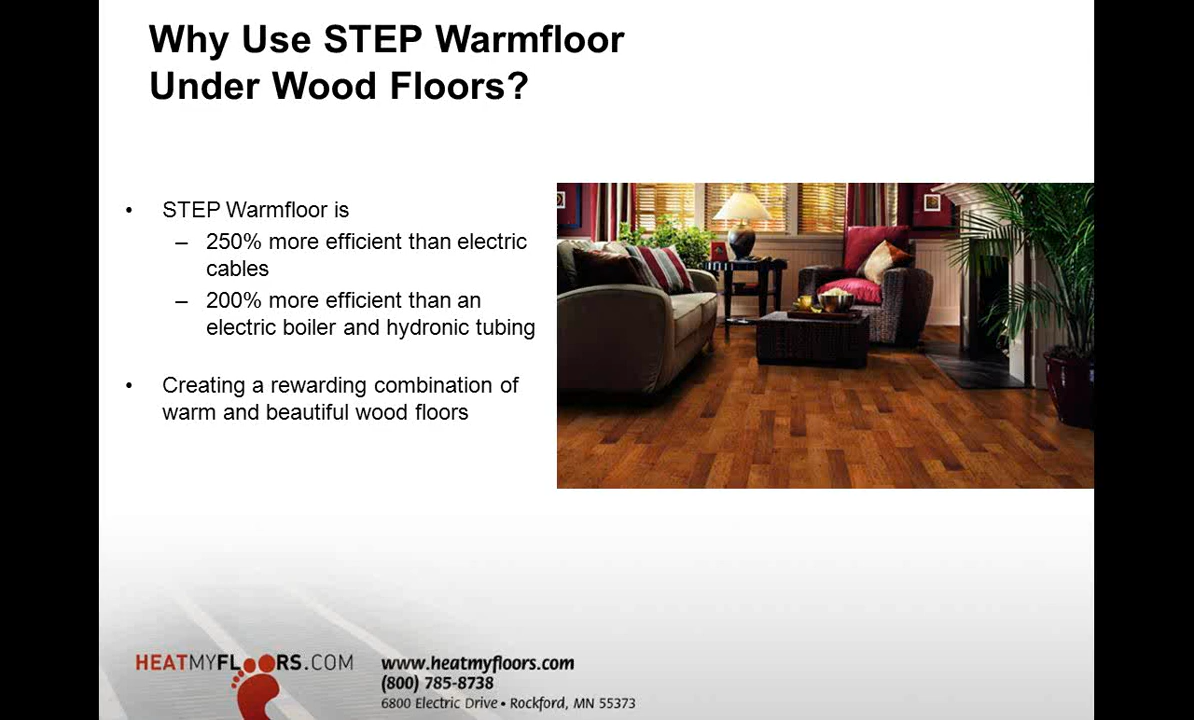 Why Use STEP Warmfloor
Under Wood Floors?
• STEP Warmfloor is
– 250% more efficient than electric
cables
– 200% more efficient than an
electric boiler and hydronic tubing
• Creating a rewarding combination of
warm and beautiful wood floors
HEATMYFLOORS.COM
www.heatmyfloors.com
(800) 785-8738
6800 Electric Drive • Rockford, MN 55373